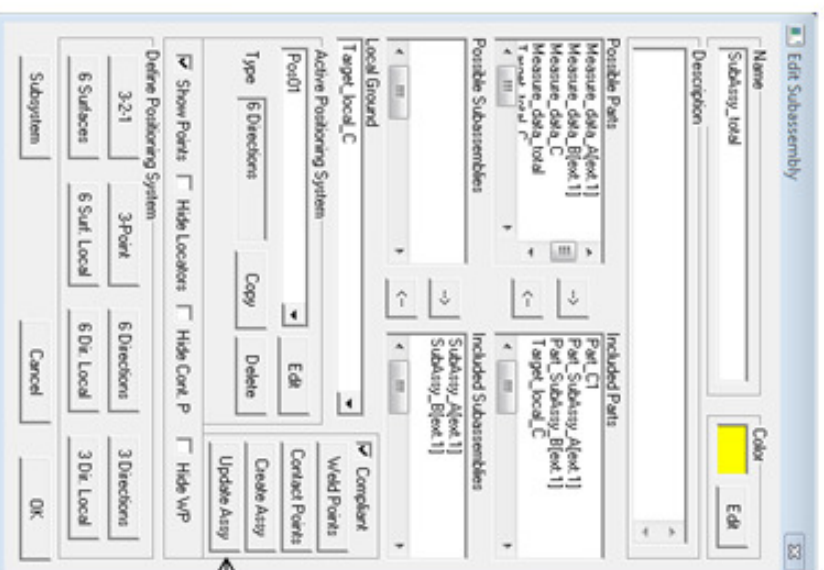 Edit Subassembly
Name
SubAssy_total
Color
Edit
Description
Possible Parts
Measure_data_A[ext.1]
Measure_data_B[ext.1]
Measure_data_C
Measure_data_total
Included Parts
Part_C1
Part_SubAssy_A[ext.1]
Part_SubAssy_B[ext.1]
Target_local_C
-->
<--
Possible Subassemblies
Included Subassemblies
SubAssy_A[ext.1]
SubAssy_B[ext.1]
-->
<--
Local Ground
Target_local_C
Active Positioning System
Pos01
Edit
Type
6 Directions
Copy
Delete
Compliant
Weld Points
Contact Points
Create Assy
Update Assy
Show Points
Hide Locators
Hide Cont. P
Hide WP
Define Positioning System
3-2-1
3-Point
6 Directions
3 Directions
6 Surfaces
6 Surf. Local
6 Dir. Local
3 Dir. Local
Subsystem
Cancel
OK